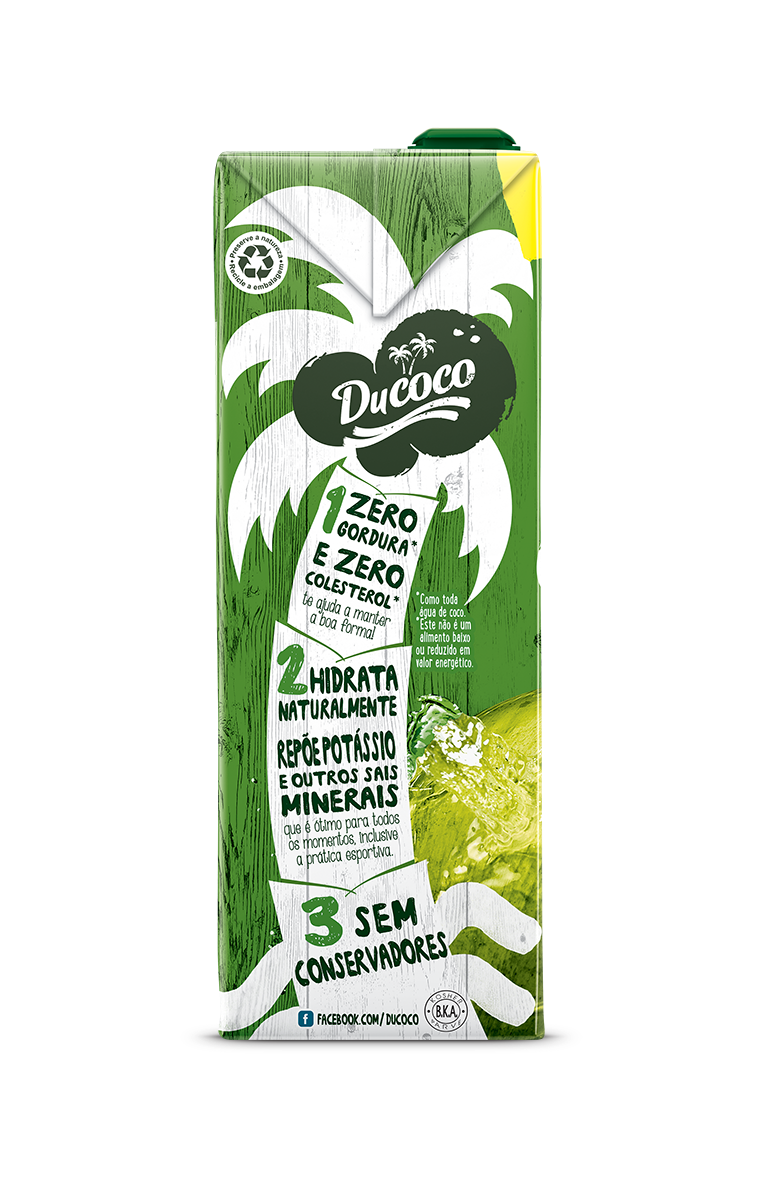 Preserve a natureza
Recicle a embalagem
Ducoco
1 ZERO
GORDURA*
E ZERO
COLESTEROL*
te ajuda a manter
a boa forma!
*Como toda
água de coco.
*Este não é um
alimento baixo
ou reduzido em
valor energético.
2 HIDRATA
NATURALMENTE
REPÕE POTÁSSIO
E OUTROS SAIS
MINERAIS
que é ótimo para todos
os momentos, inclusive
a prática esportiva.
3 SEM
CONSERVADORES
f FACEBOOK.COM/DUCOCO
KOSHER
B.K.A.
PARVE